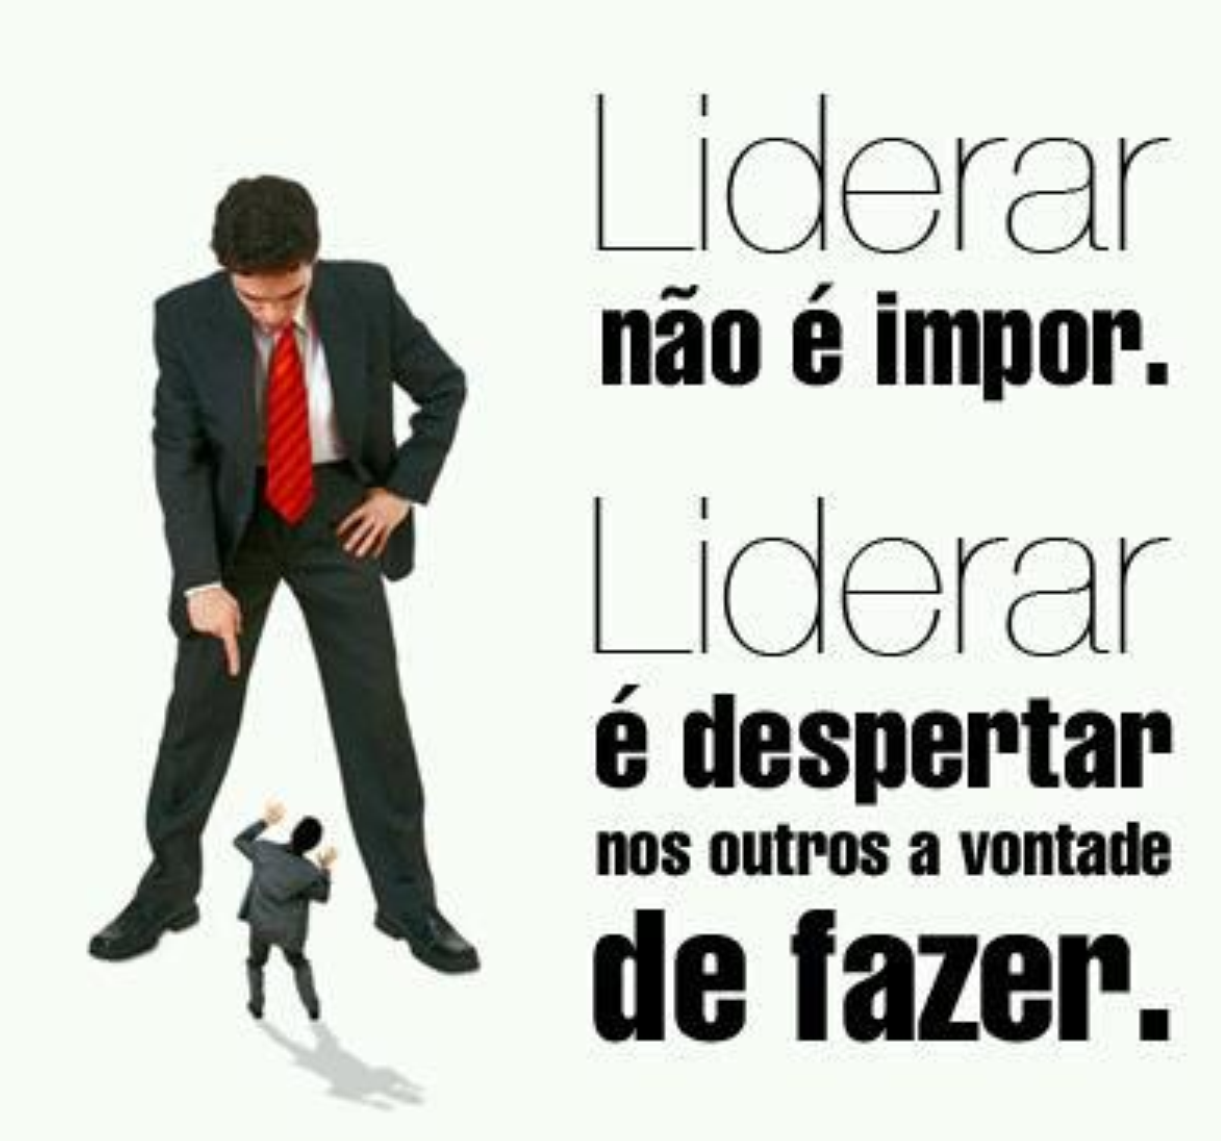 Liderar
não é impor.
Liderar
é despertar
nos outros a vontade
de fazer.